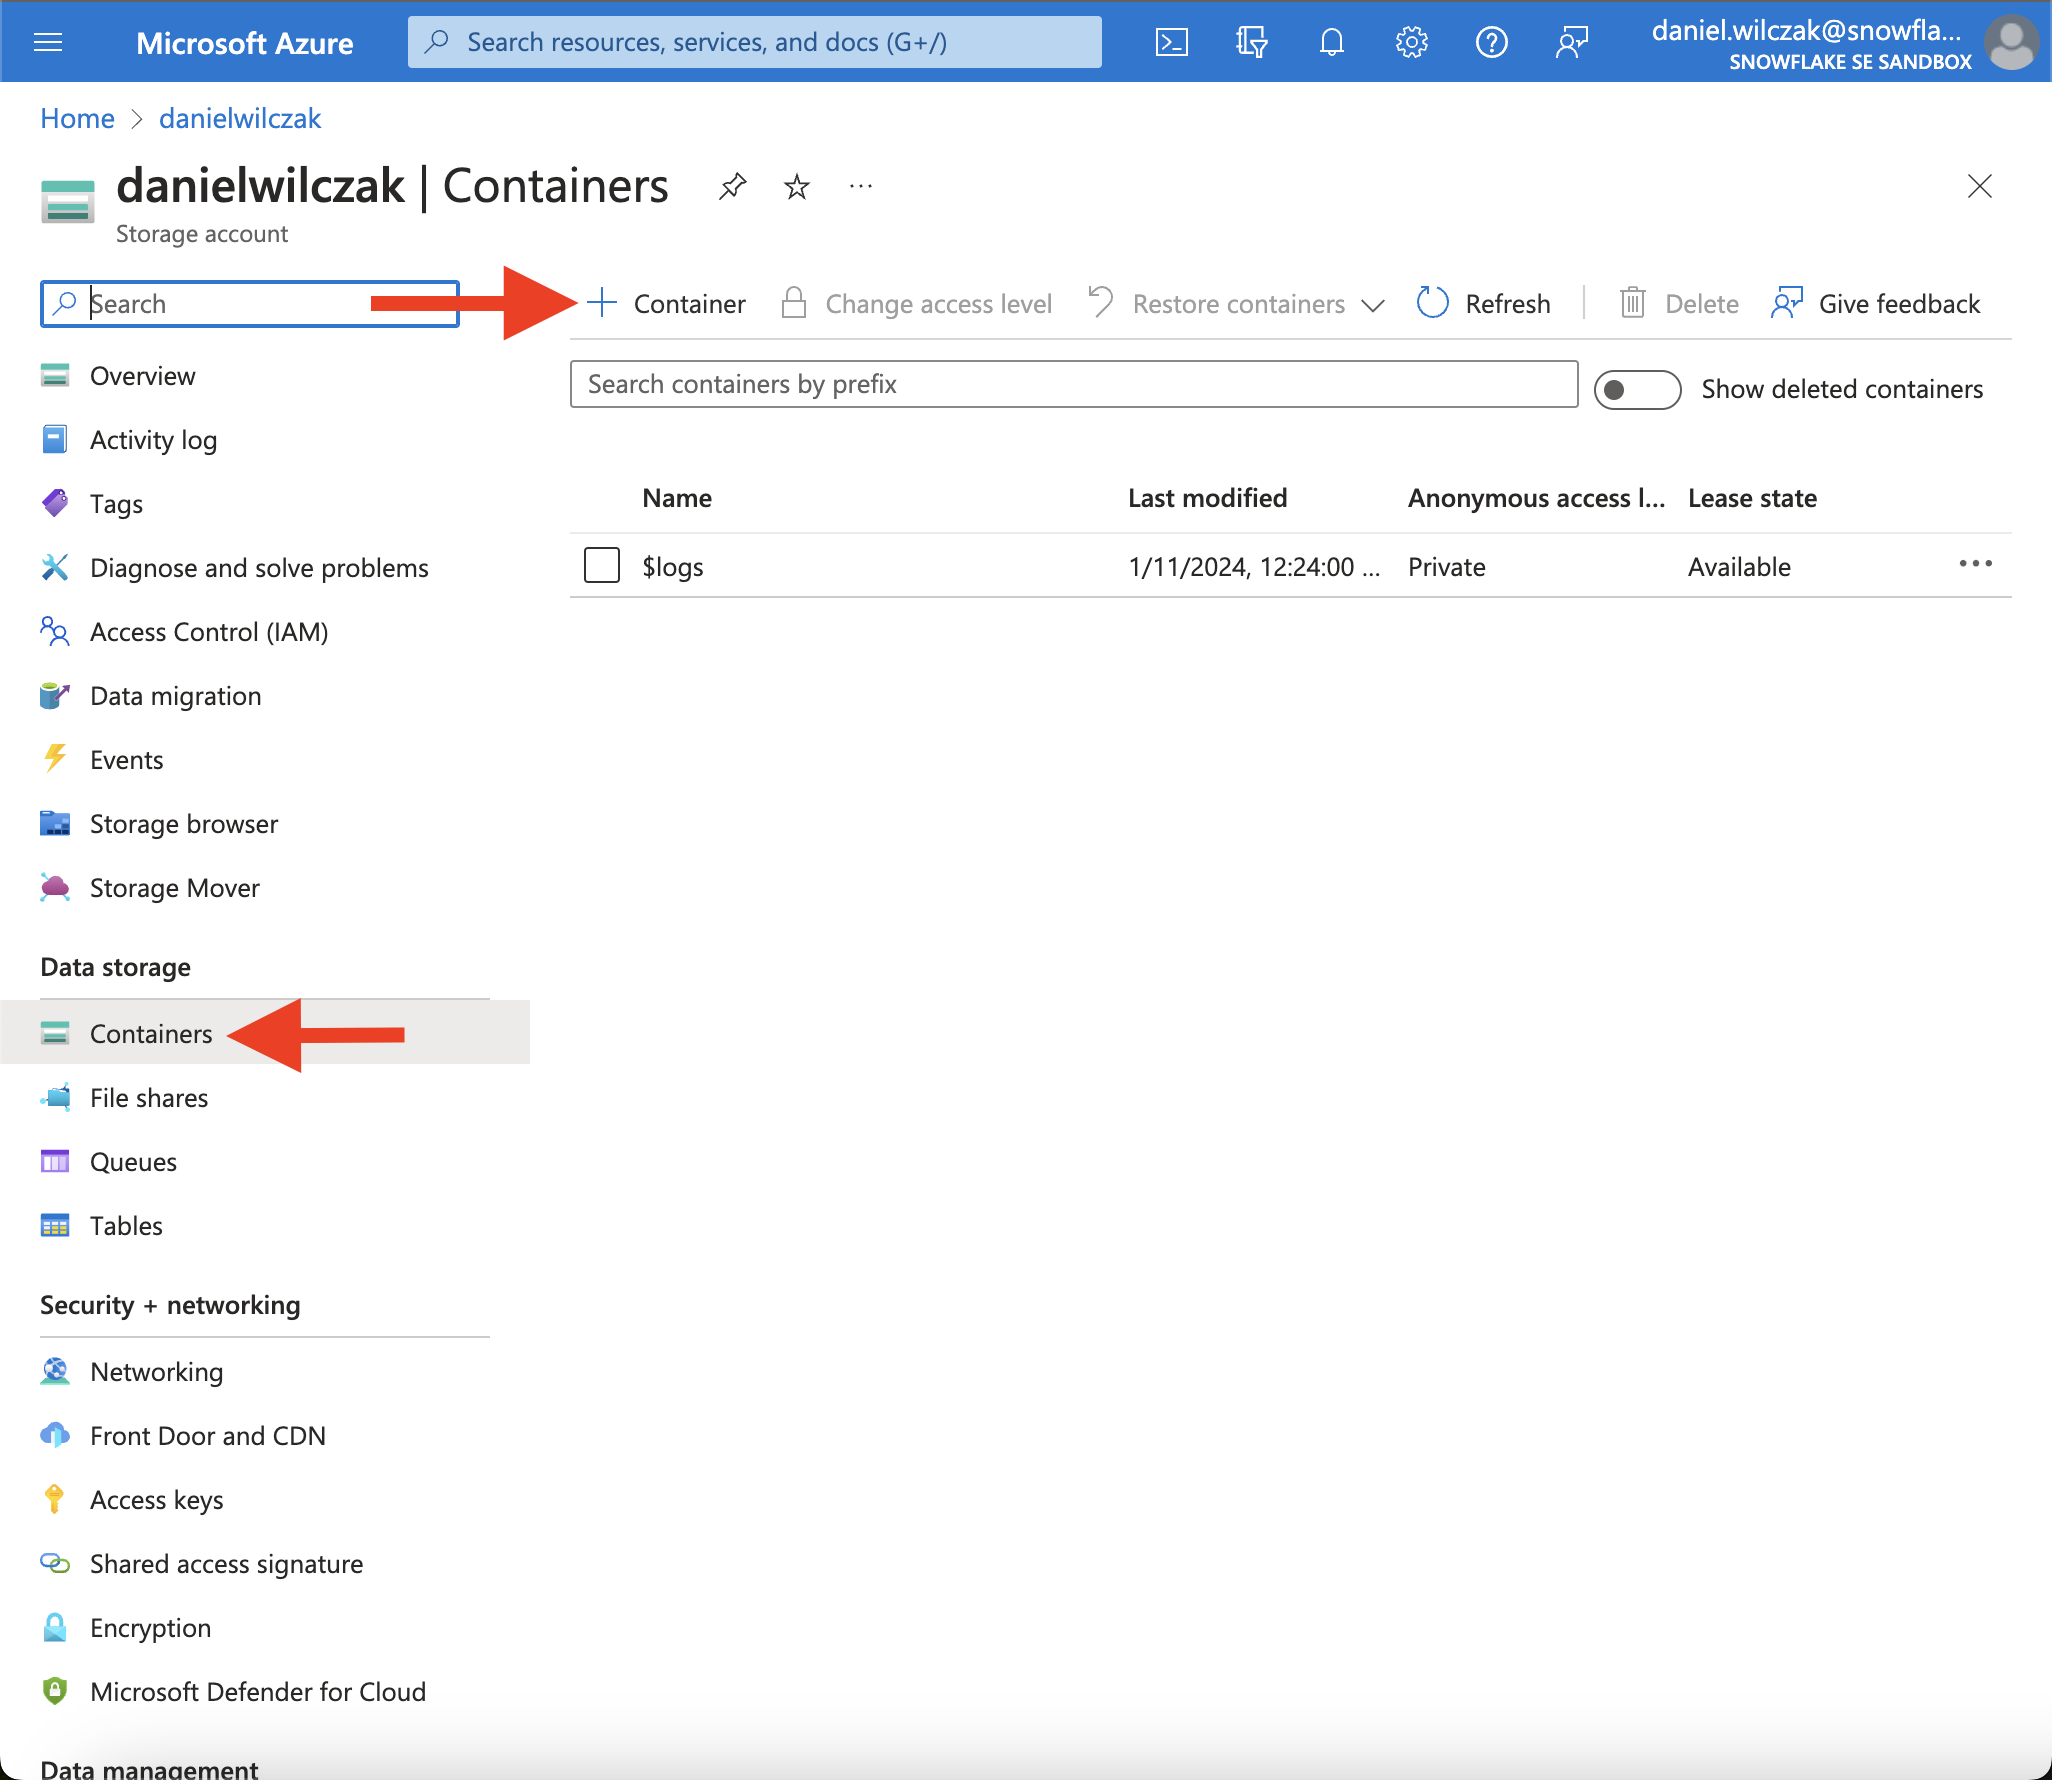 Microsoft Azure
Search resources, services, and docs (G+/)
daniel.wilczak@snowfla...
SNOWFLAKE SE SANDBOX
Home > danielwilczak
danielwilczak | Containers
Storage account
Search
Container
Change access level
Restore containers
Refresh
Delete
Give feedback
Search containers by prefix
Show deleted containers
Name Last modified Anonymous access l... Lease state
$logs 1/11/2024, 12:24:00 ... Private Available
Overview
Activity log
Tags
Diagnose and solve problems
Access Control (IAM)
Data migration
Events
Storage browser
Storage Mover
Data storage
Containers
File shares
Queues
Tables
Security + networking
Networking
Front Door and CDN
Access keys
Shared access signature
Encryption
Microsoft Defender for Cloud
Data management